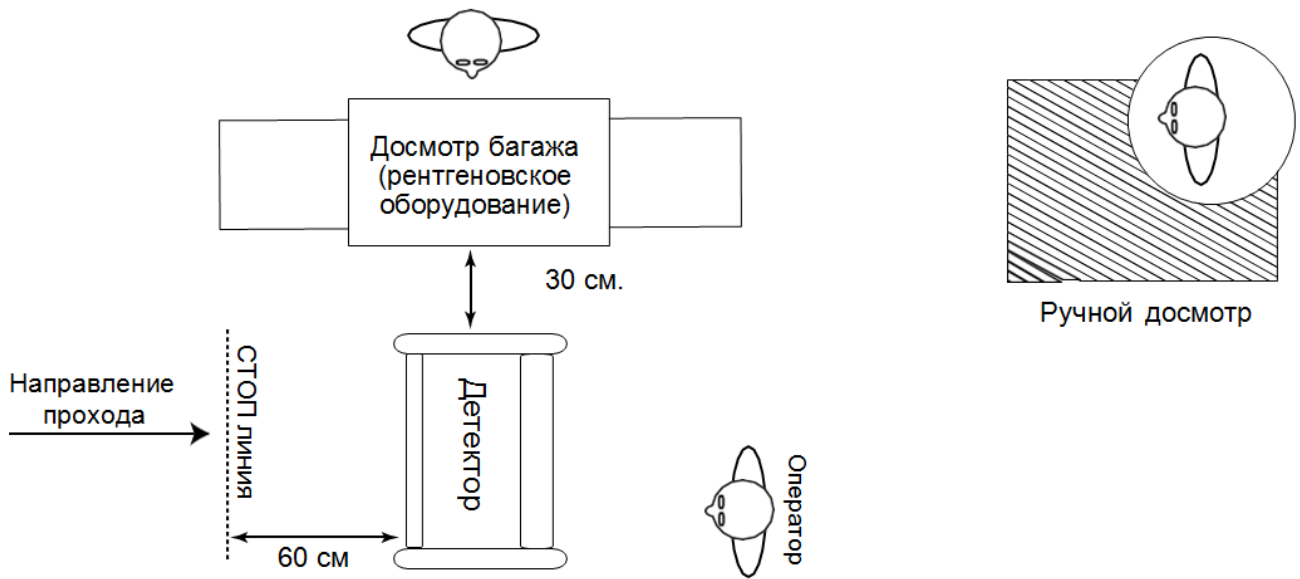 Досмотр багажа
(рентгеновское
оборудование)
30 см.
Ручной досмотр
Направление
прохода
СТОП линия
Детектор
Оператор
60 см